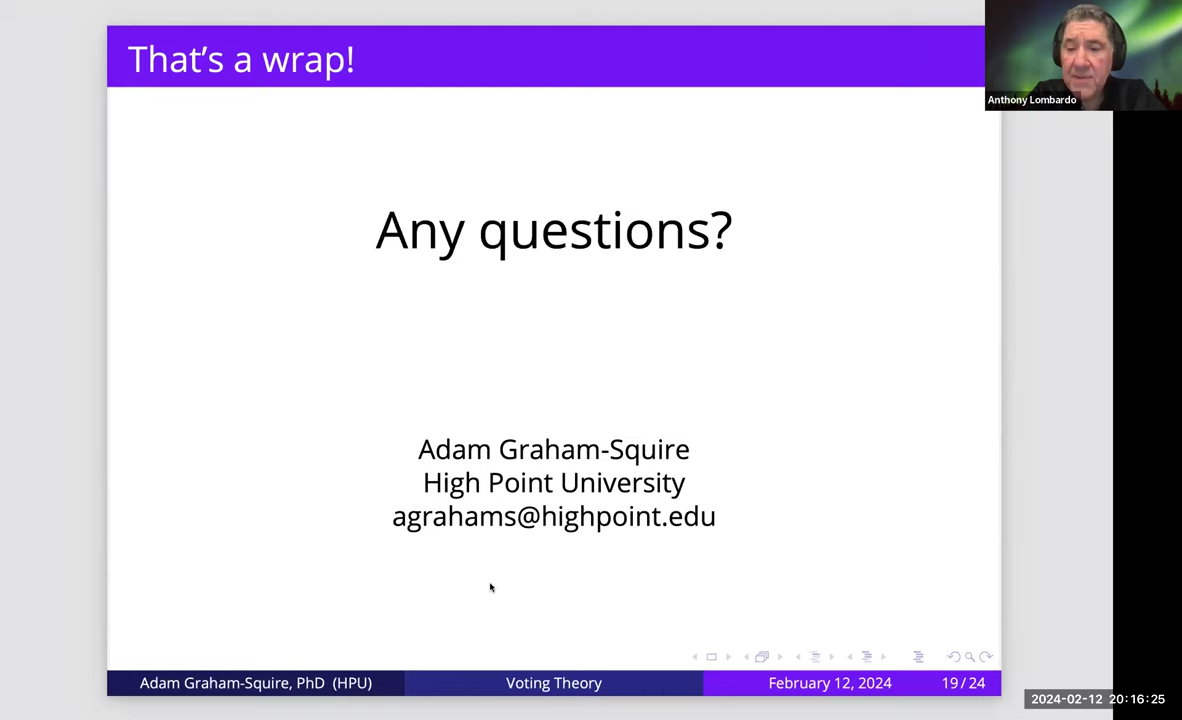 That's a wrap!
Anthony Lombardo
Any questions?
Adam Graham-Squire
High Point University
agrahams@highpoint.edu
Adam Graham-Squire, PhD (HPU)
Voting Theory
February 12, 2024
19 / 24
2024-02-12 20:16:25